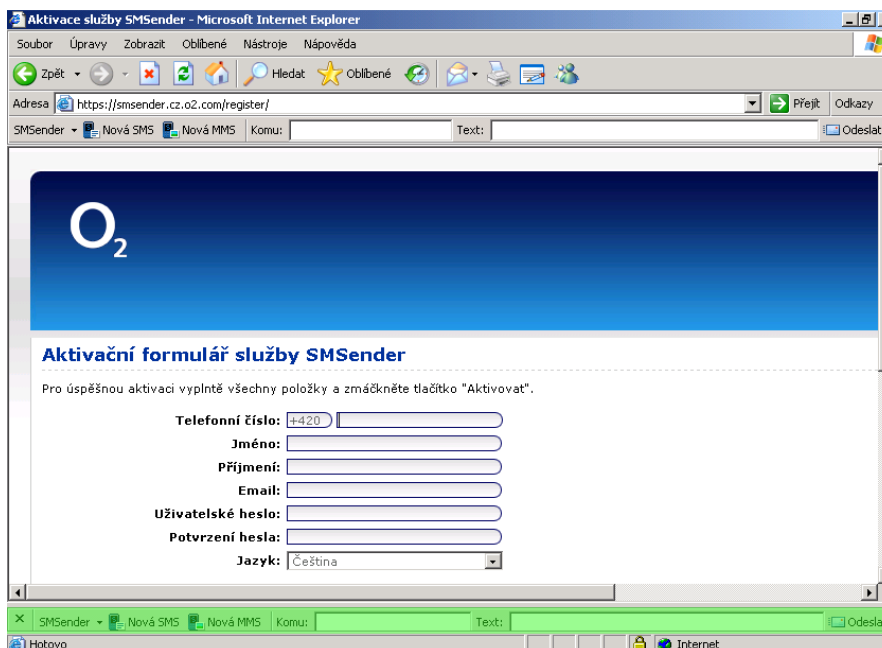 Aktivace služby SMSender - Microsoft Internet Explorer
Soubor Úpravy Zobrazit Oblíbené Nástroje Nápověda
Zpět Hledat Oblíbené
Adresa https://smsender.cz.o2.com/register/ Přejít Odkazy
SMSender Nová SMS Nová MMS Komu: Text: Odeslat
O2
Aktivační formulář služby SMSender
Pro úspěšnou aktivaci vyplntě všechny položky a zmáčkněte tlačítko "Aktivovat".
Telefonní číslo: +420
Jméno:
Příjmení:
Email:
Uživatelské heslo:
Potvrzení hesla:
Jazyk: Čeština
SMSender Nová SMS Nová MMS Komu: Text: Odesla
Hotovo Internet